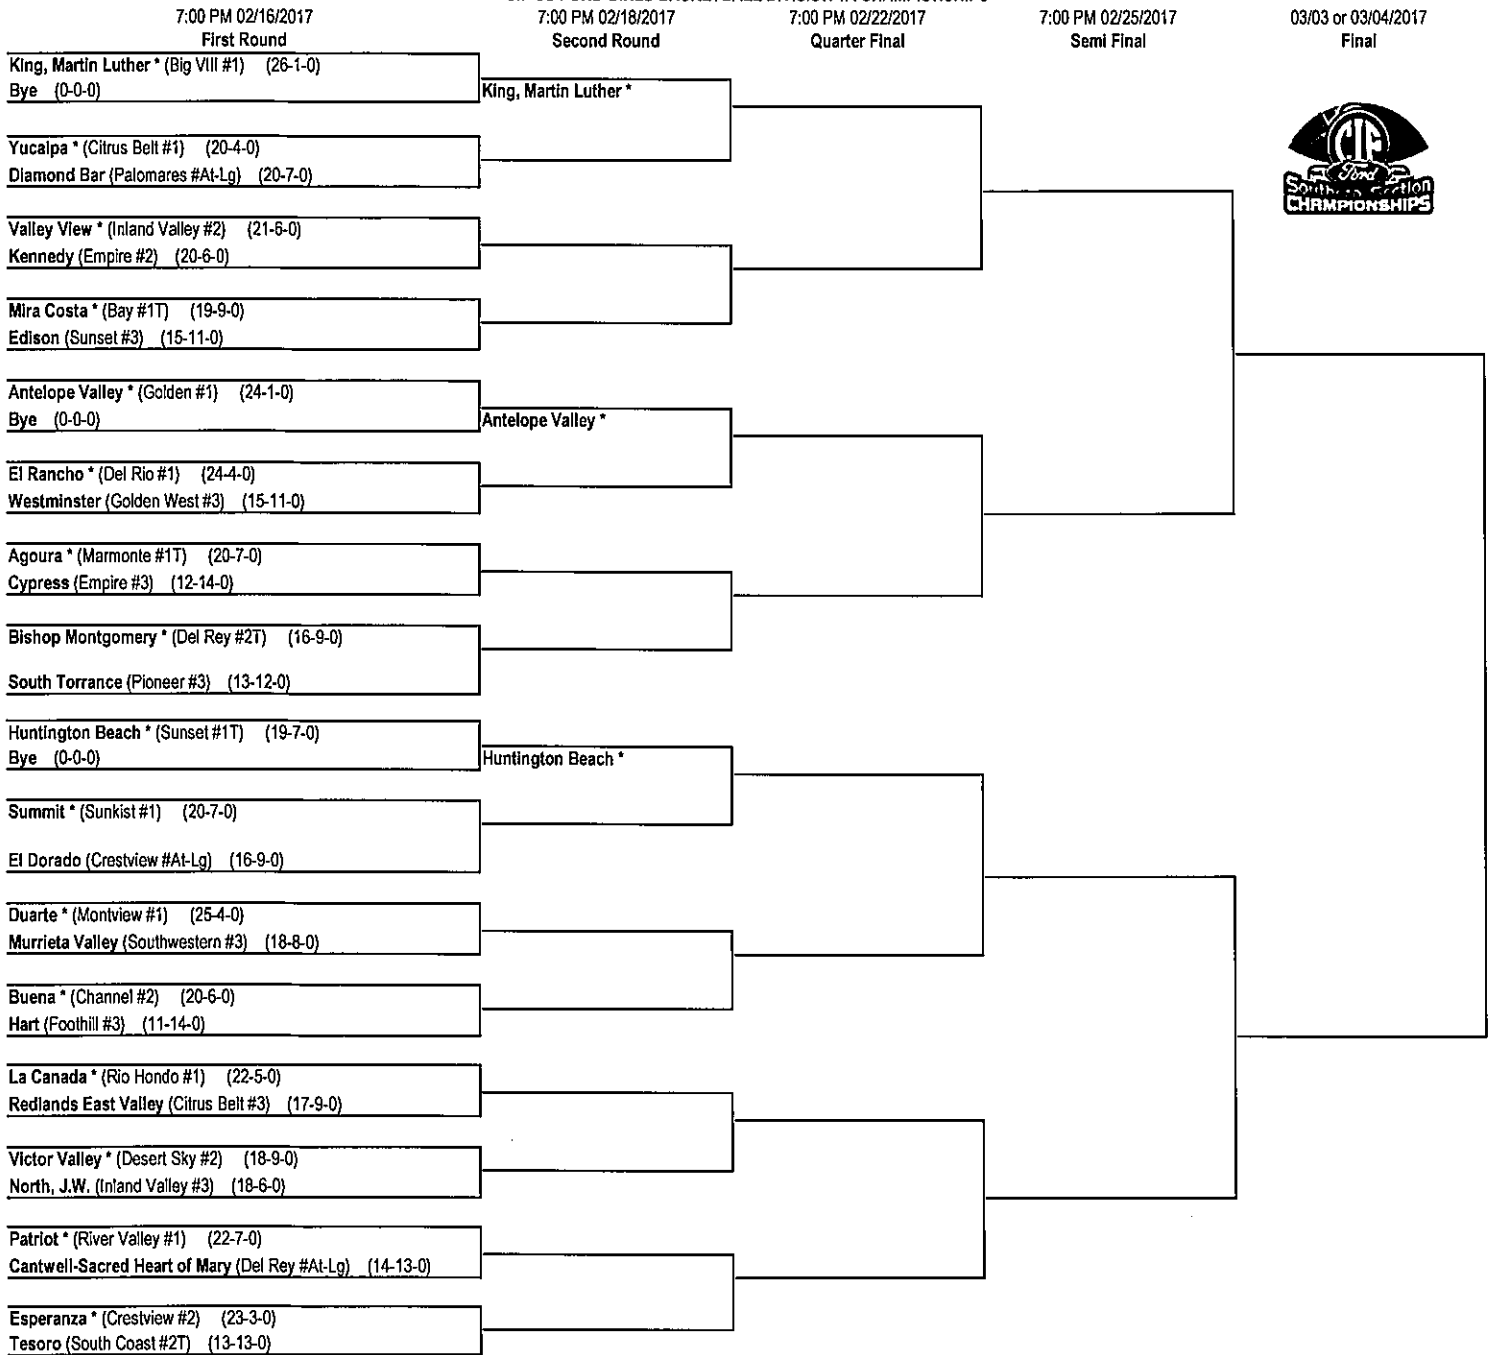 7:00 PM 02/16/2017
First Round
7:00 PM 02/18/2017
Second Round
7:00 PM 02/22/2017
Quarter Final
7:00 PM 02/25/2017
Semi Final
03/03 or 03/04/2017
Final
King, Martin Luther * (Big VIII #1) (26-1-0)
Bye (0-0-0)
King, Martin Luther *
Yucaipa * (Citrus Belt #1) (20-4-0)
Diamond Bar (Palomares #At-Lg) (20-7-0)
Valley View * (Inland Valley #2) (21-6-0)
Kennedy (Empire #2) (20-6-0)
Mira Costa * (Bay #1T) (19-9-0)
Edison (Sunset #3) (15-11-0)
Antelope Valley * (Golden #1) (24-1-0)
Bye (0-0-0)
Antelope Valley *
El Rancho * (Del Rio #1) (24-4-0)
Westminster (Golden West #3) (15-11-0)
Agoura * (Marmonte #1T) (20-7-0)
Cypress (Empire #3) (12-14-0)
Bishop Montgomery * (Del Rey #2T) (16-9-0)
South Torrance (Pioneer #3) (13-12-0)
Huntington Beach * (Sunset #1T) (19-7-0)
Bye (0-0-0)
Huntington Beach *
Summit * (Sunkist #1) (20-7-0)
El Dorado (Crestview #At-Lg) (16-9-0)
Duarte * (Montview #1) (25-4-0)
Murrieta Valley (Southwestern #3) (18-8-0)
Buena * (Channel #2) (20-6-0)
Hart (Foothill #3) (11-14-0)
La Canada * (Rio Hondo #1) (22-5-0)
Redlands East Valley (Citrus Belt #3) (17-9-0)
Victor Valley * (Desert Sky #2) (18-9-0)
North, J.W. (Inland Valley #3) (18-6-0)
Patriot * (River Valley #1) (22-7-0)
Cantwell-Sacred Heart of Mary (Del Rey #At-Lg) (14-13-0)
Esperanza * (Crestview #2) (23-3-0)
Tesoro (South Coast #2T) (13-13-0)
CIF
Ford
Southern Section
CHAMPIONSHIPS